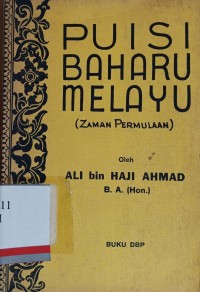 PUISI
BAHARU
MELAYU
(ZAMAN PERMULAAN)
Oleh
ALI bin HAJI AHMAD
B. A. (Hon.)
BUKU DBP